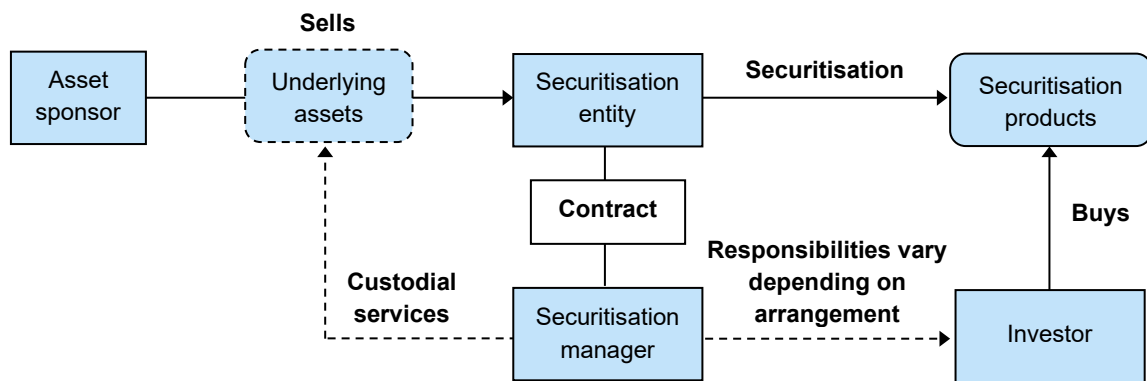 Sells
Asset
sponsor
Underlying
assets
Securitisation
entity
Securitisation
Securitisation
products
Contract
Buys
Custodial
services
Securitisation
manager
Responsibilities vary
depending on
arrangement
Investor